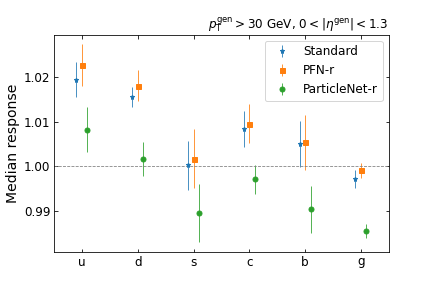 p_T^gen > 30 GeV, 0 < |η^gen| < 1.3
Standard
PFN-r
ParticleNet-r
Median response
1.02
1.01
1.00
0.99
u d s c b g